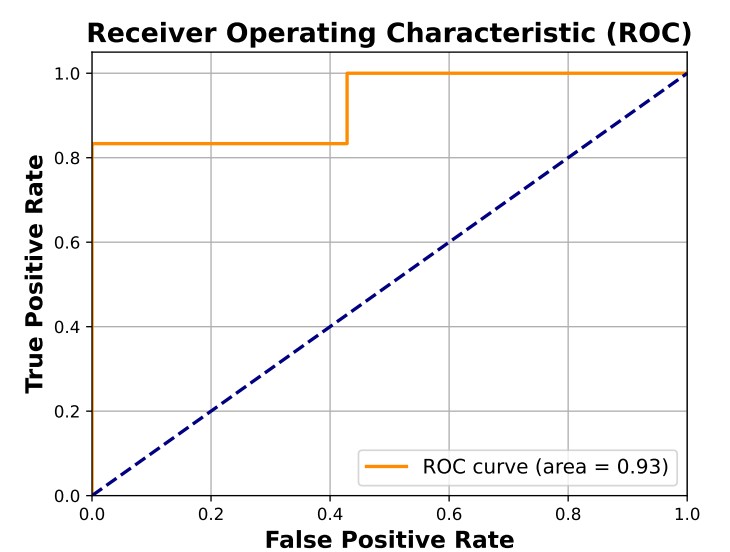 Receiver Operating Characteristic (ROC)
True Positive Rate
1.0
0.8
0.6
0.4
0.2
0.0
0.0 0.2 0.4 0.6 0.8 1.0
False Positive Rate
ROC curve (area = 0.93)